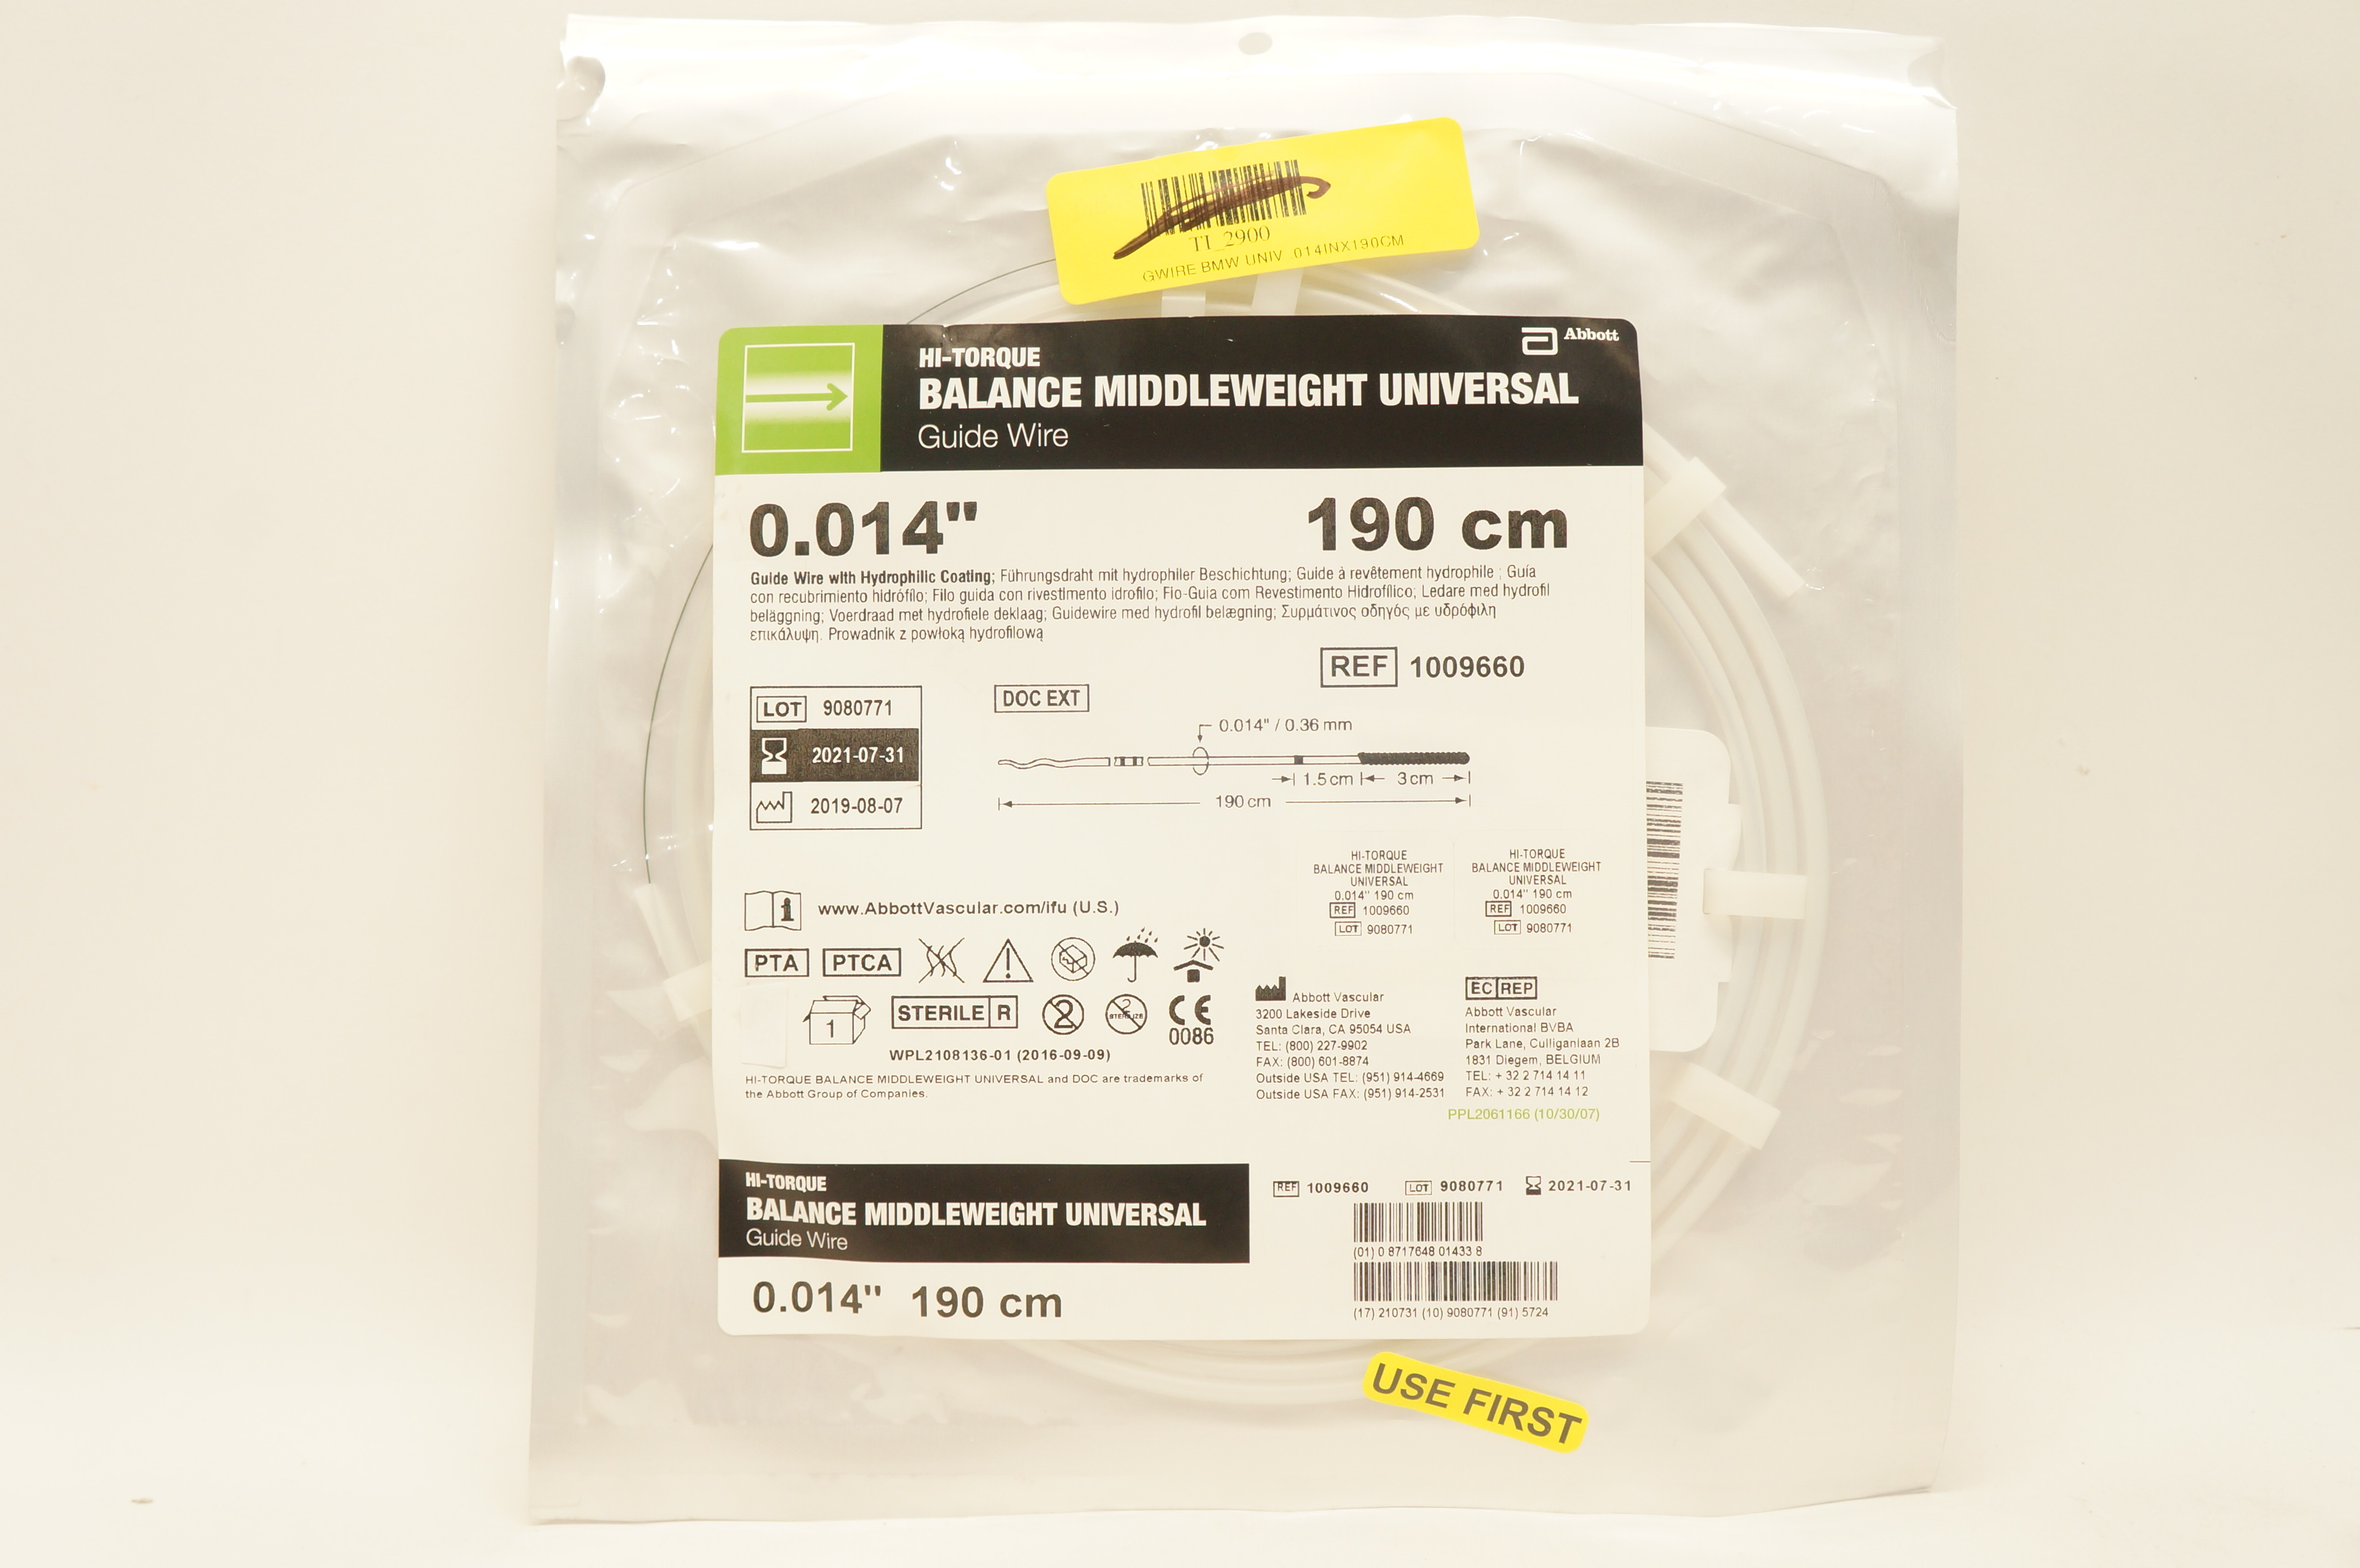 TI_2900
GWIRE BMW UNIV .014INX190CM
Abbott
HI-TORQUE
BALANCE MIDDLEWEIGHT UNIVERSAL
Guide Wire
0.014" 190 cm
Guide Wire with Hydrophilic Coating; Führungsdraht mit hydrophiler Beschichtung; Guide à revêtement hydrophile ; Guía
con recubrimiento hidrófilo; Filo guida con rivestimento idrofilo; Fio-Guia com Revestimento Hidrofílico; Ledare med hydrofil
beläggning; Voerdraad met hydrofiele deklaag; Guidewire med hydrofil belægning; Συρμάτινος οδηγός με υδρόφιλη
επικάλυψη. Prowadnik z powłoką hydrofilową
REF 1009660
LOT 9080771
2021-07-31
2019-08-07
DOC EXT
0.014" / 0.36 mm
1.5 cm 3 cm
190 cm
HI-TORQUE
BALANCE MIDDLEWEIGHT
UNIVERSAL
0.014" 190 cm
REF 1009660
LOT 9080771
HI-TORQUE
BALANCE MIDDLEWEIGHT
UNIVERSAL
0.014" 190 cm
REF 1009660
LOT 9080771
www.AbbottVascular.com/ifu (U.S.)
PTA PTCA
1 STERILE R 2 2 STERILIZE CE
0086
WPL2108136-01 (2016-09-09)
HI-TORQUE BALANCE MIDDLEWEIGHT UNIVERSAL and DOC are trademarks of
the Abbott Group of Companies.
Abbott Vascular
3200 Lakeside Drive
Santa Clara, CA 95054 USA
TEL: (800) 227-9902
FAX: (800) 601-8874
Outside USA TEL: (951) 914-4669
Outside USA FAX: (951) 914-2531
EC REP
Abbott Vascular
International BVBA
Park Lane, Culliganlaan 2B
1831 Diegem, BELGIUM
TEL: + 32 2 714 14 11
FAX: + 32 2 714 14 12
PPL2061166 (10/30/07)
HI-TORQUE
BALANCE MIDDLEWEIGHT UNIVERSAL
Guide Wire
0.014" 190 cm
REF 1009660 LOT 9080771 2021-07-31
(01) 0 8717648 01433 8
(17) 210731 (10) 9080771 (91) 5724
USE FIRST